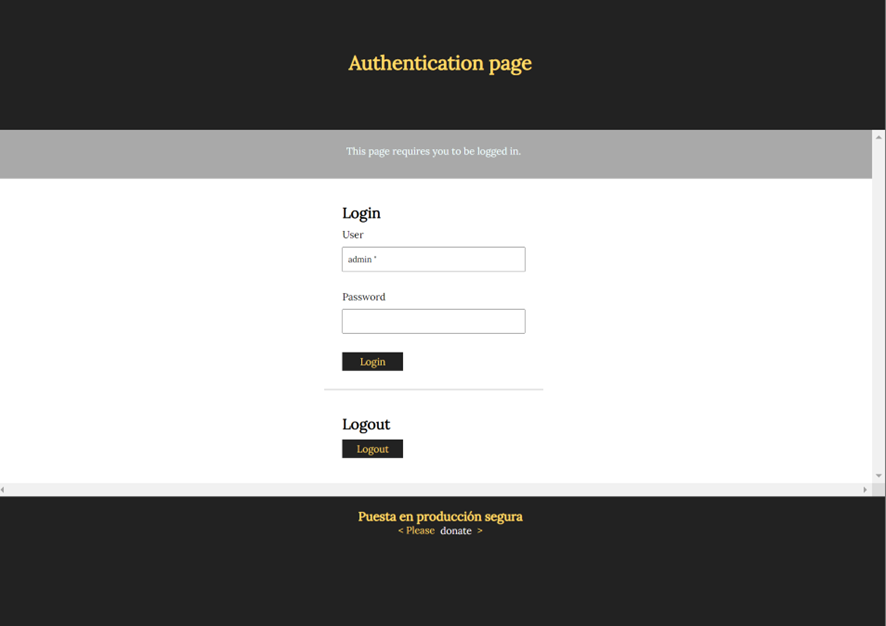 Authentication page
This page requires you to be logged in.
Login
User
admin"
Password
Login
Logout
Logout
Puesta en producción segura
< Please donate >